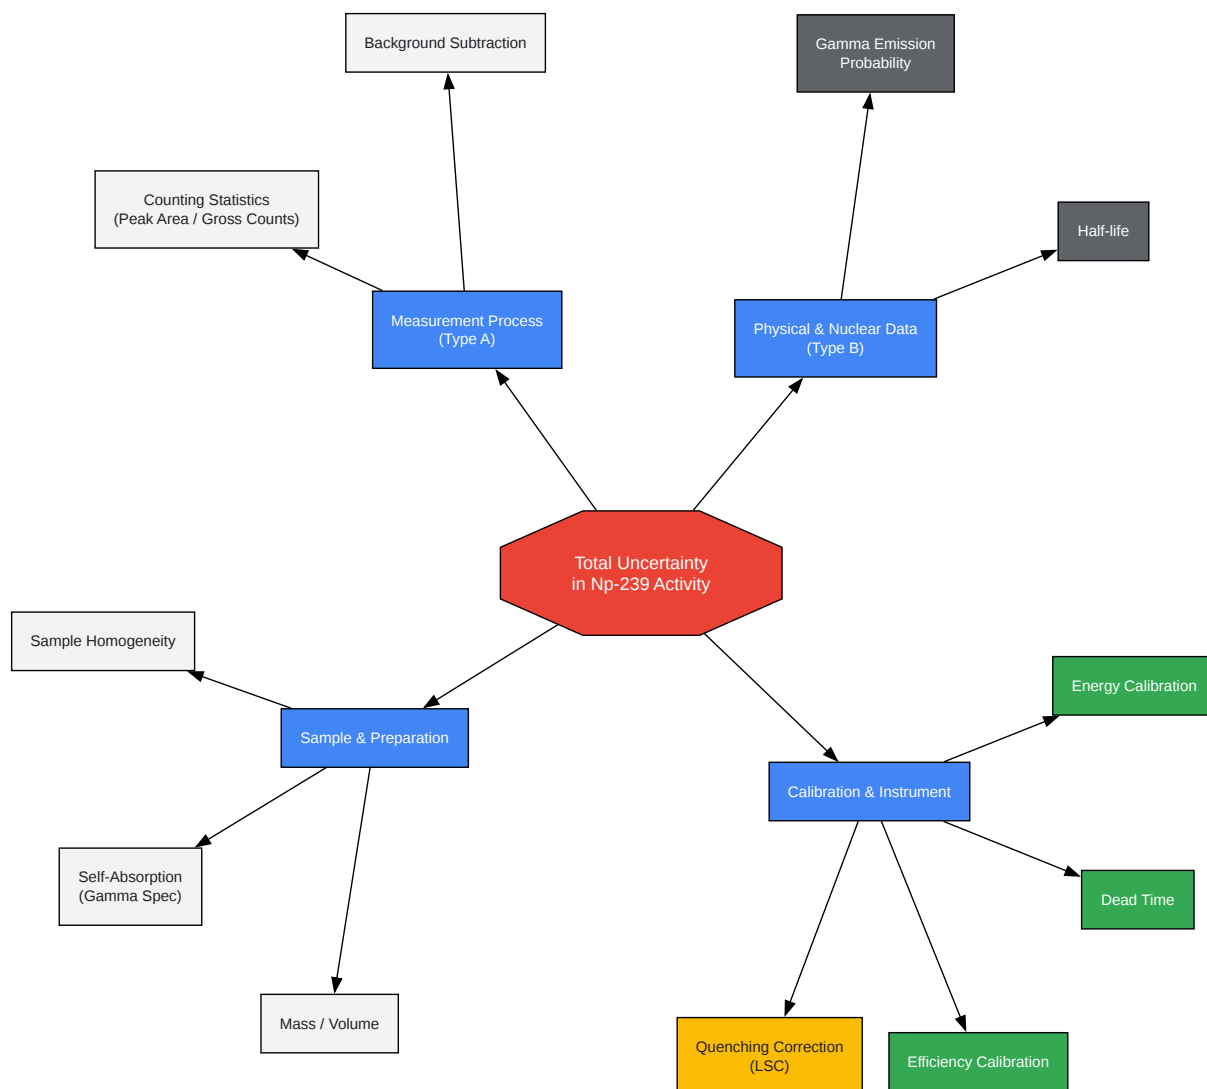 Background Subtraction
Gamma Emission
Probability
Counting Statistics
(Peak Area / Gross Counts)
Half-life
Measurement Process
(Type A)
Physical & Nuclear Data
(Type B)
Total Uncertainty
in Np-239 Activity
Sample Homogeneity
Energy Calibration
Sample & Preparation
Calibration & Instrument
Self-Absorption
(Gamma Spec)
Dead Time
Mass / Volume
Quenching Correction
(LSC)
Efficiency Calibration